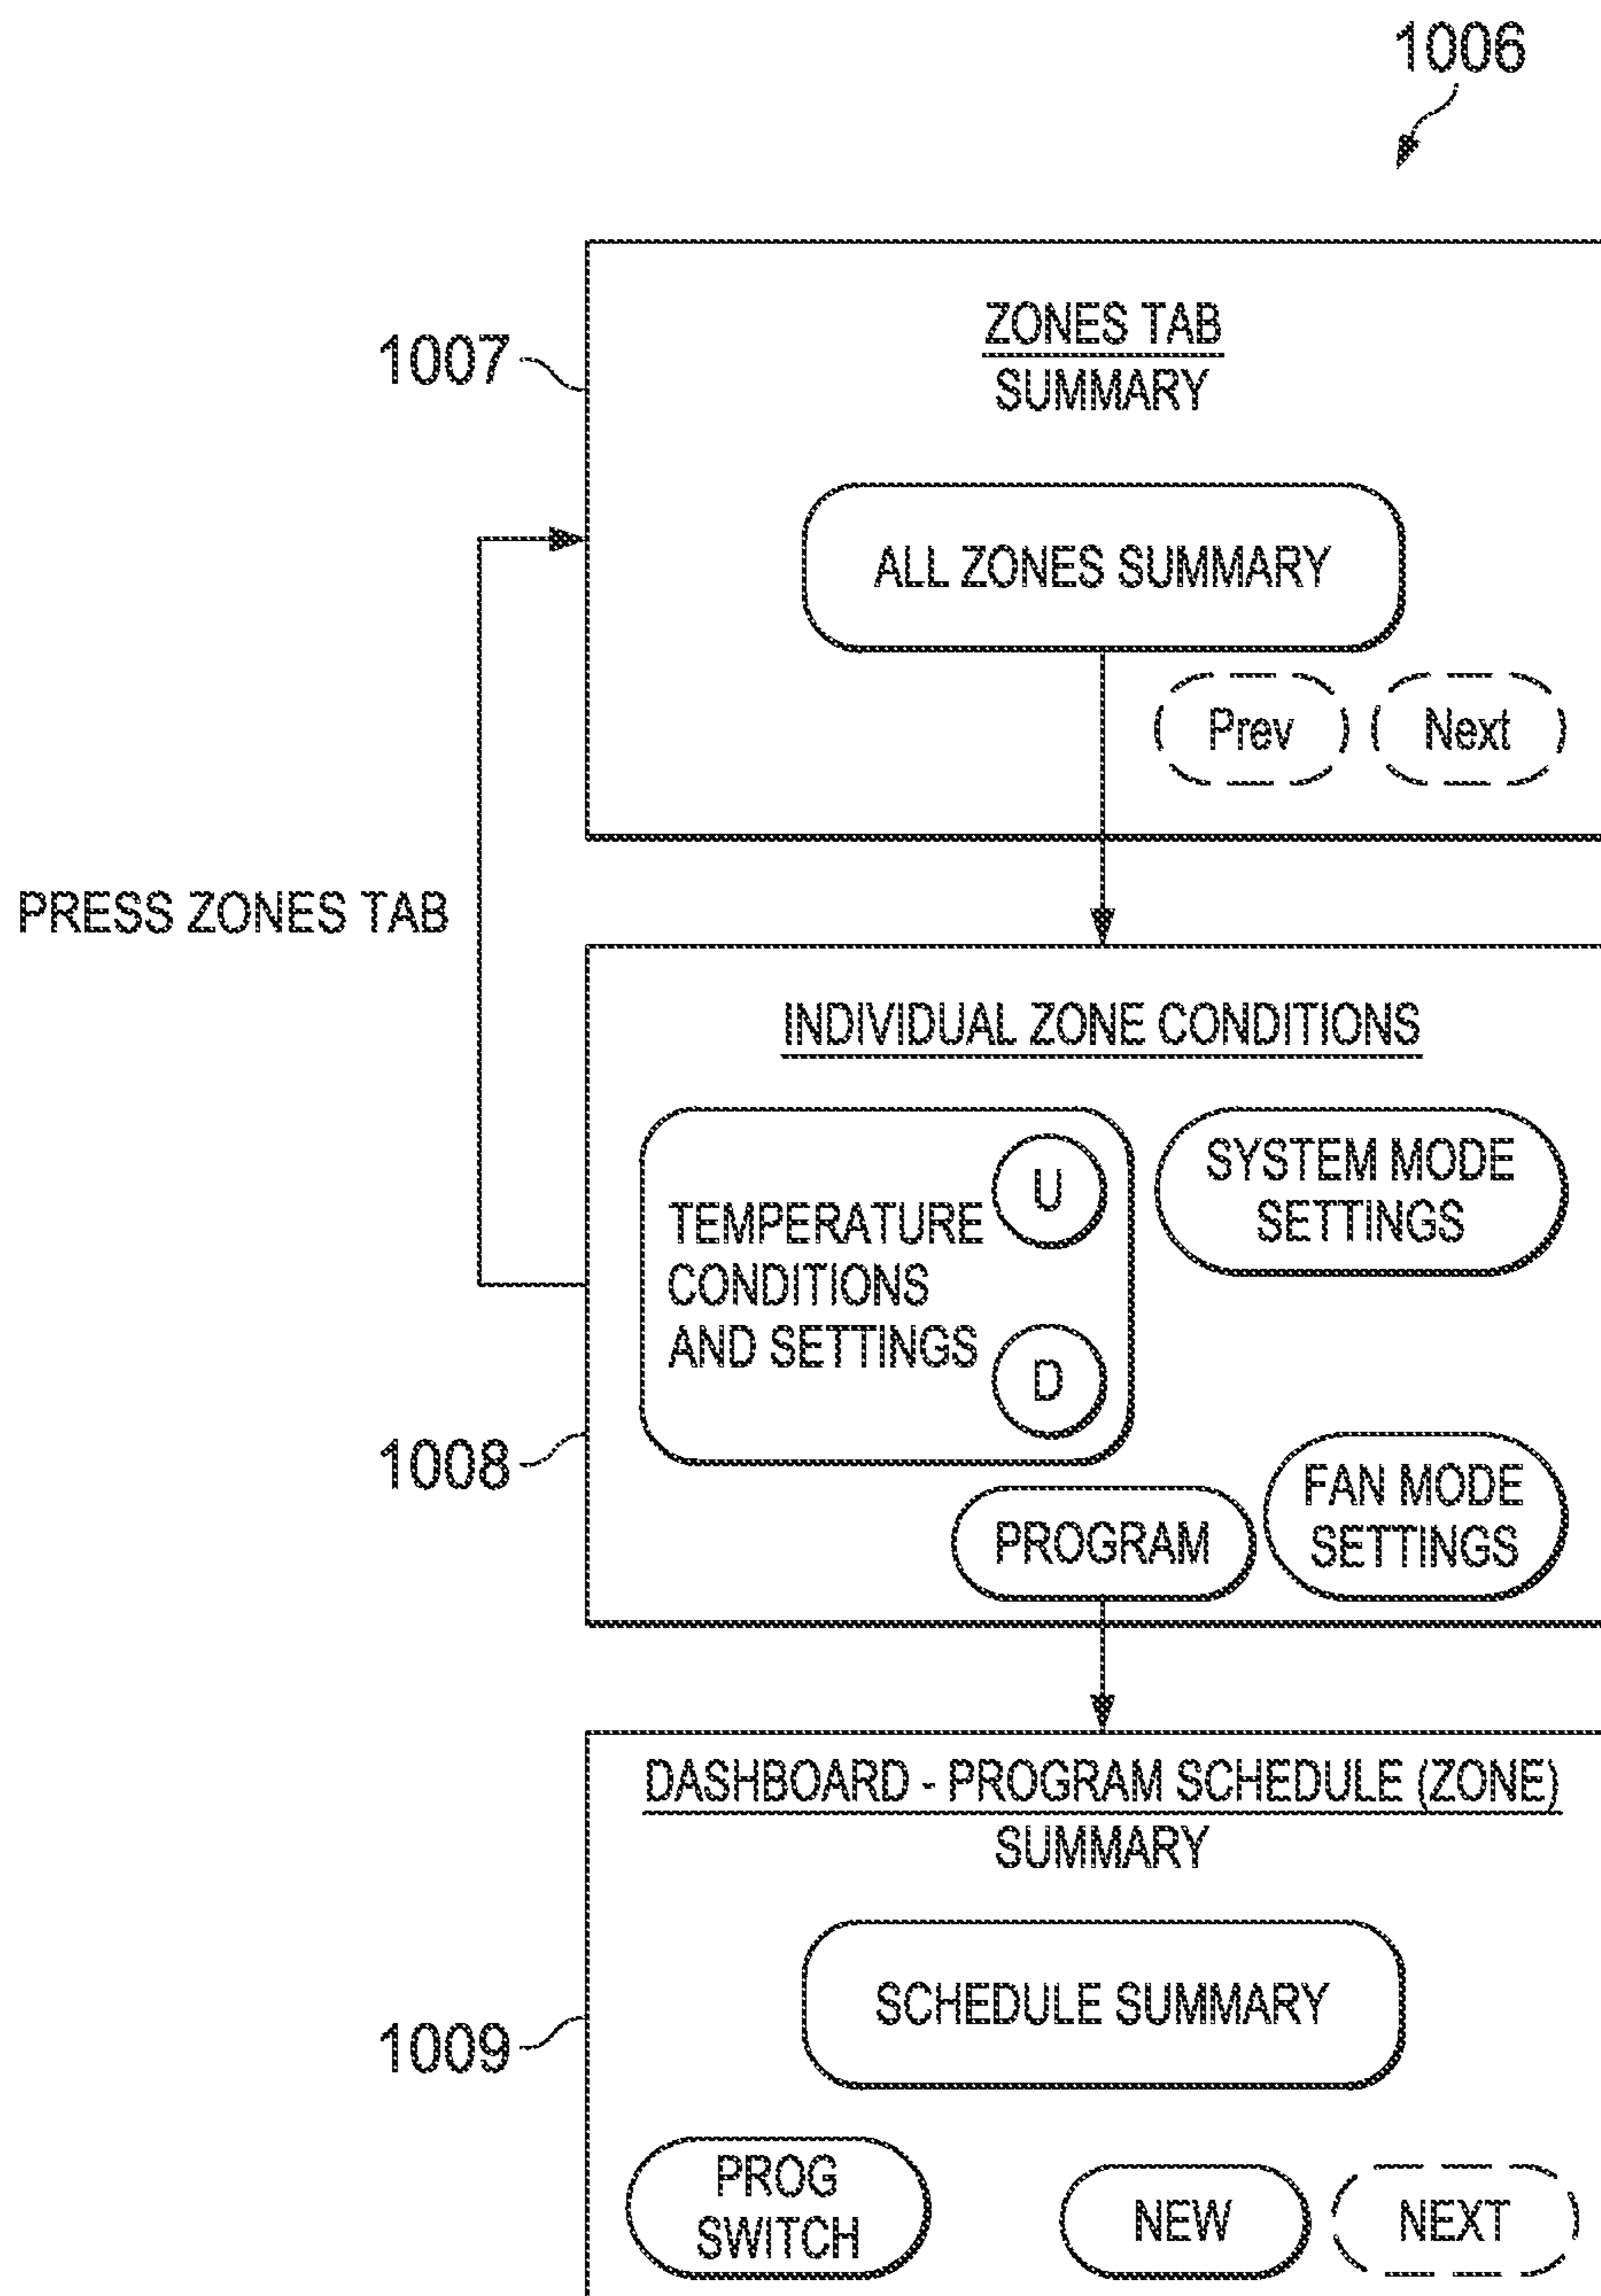 1006
1007
ZONES TAB
SUMMARY
ALL ZONES SUMMARY
Prev
Next
PRESS ZONES TAB
INDIVIDUAL ZONE CONDITIONS
U
TEMPERATURE
CONDITIONS
AND SETTINGS
D
SYSTEM MODE
SETTINGS
1008
PROGRAM
FAN MODE
SETTINGS
DASHBOARD - PROGRAM SCHEDULE (ZONE)
SUMMARY
SCHEDULE SUMMARY
1009
PROG
SWITCH
NEW
NEXT